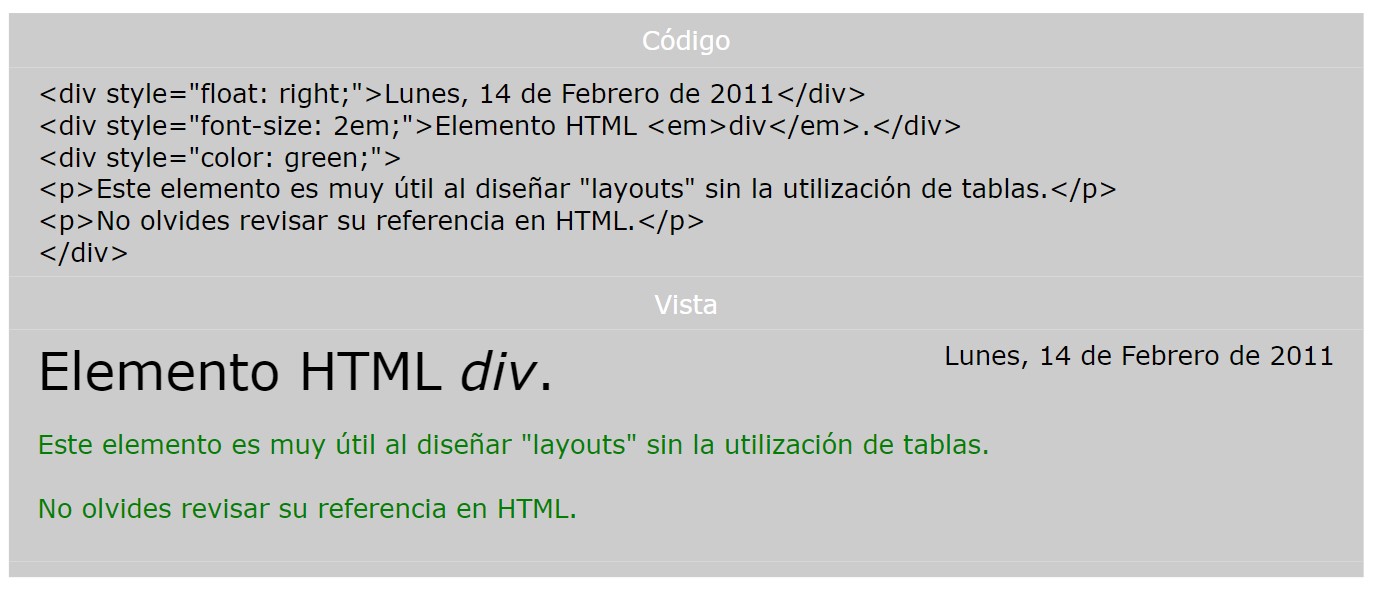 Código
<div style="float: right;">Lunes, 14 de Febrero de 2011</div>
<div style="font-size: 2em;">Elemento HTML <em>div</em>.</div>
<div style="color: green;">
<p>Este elemento es muy útil al diseñar "layouts" sin la utilización de tablas.</p>
<p>No olvides revisar su referencia en HTML.</p>
</div>
Vista
Elemento HTML div.
Lunes, 14 de Febrero de 2011
Este elemento es muy útil al diseñar "layouts" sin la utilización de tablas.
No olvides revisar su referencia en HTML.